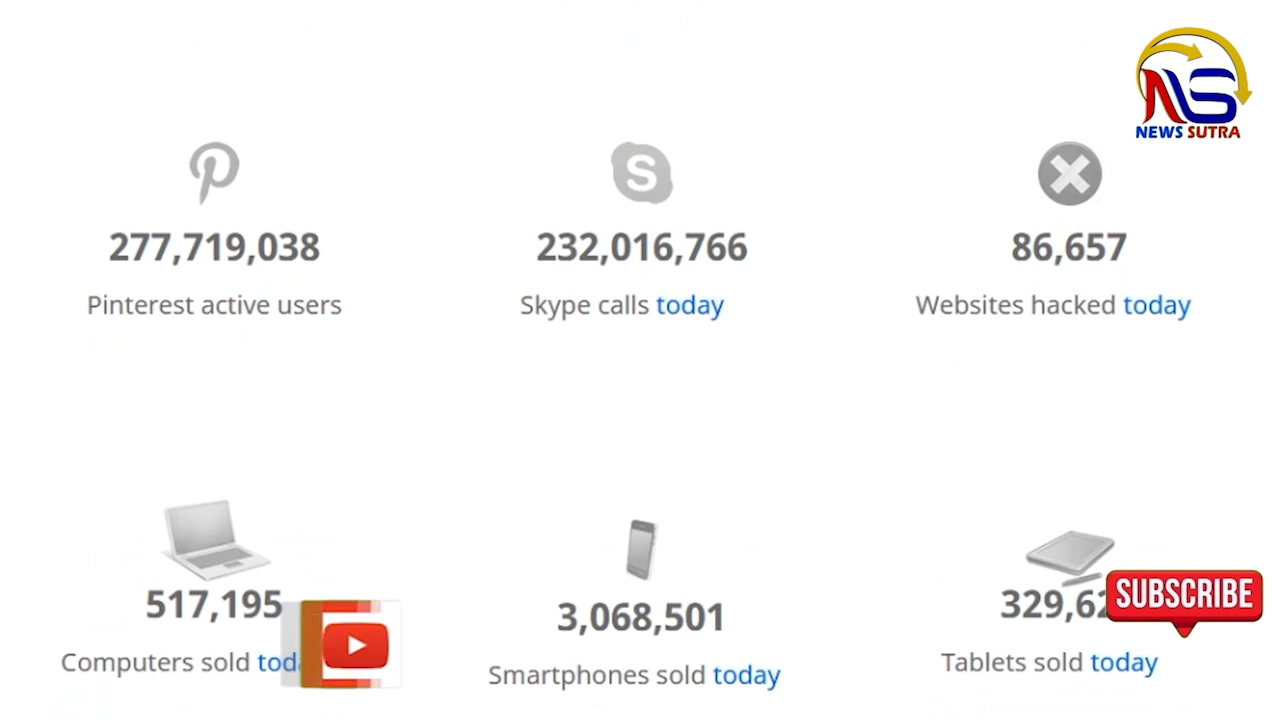 NEWS SUTRA
277,719,038
232,016,766
86,657
Pinterest active users
Skype calls today
Websites hacked today
517,195
3,068,501
Computers sold
Smartphones sold today
Tablets sold today
SUBSCRIBE